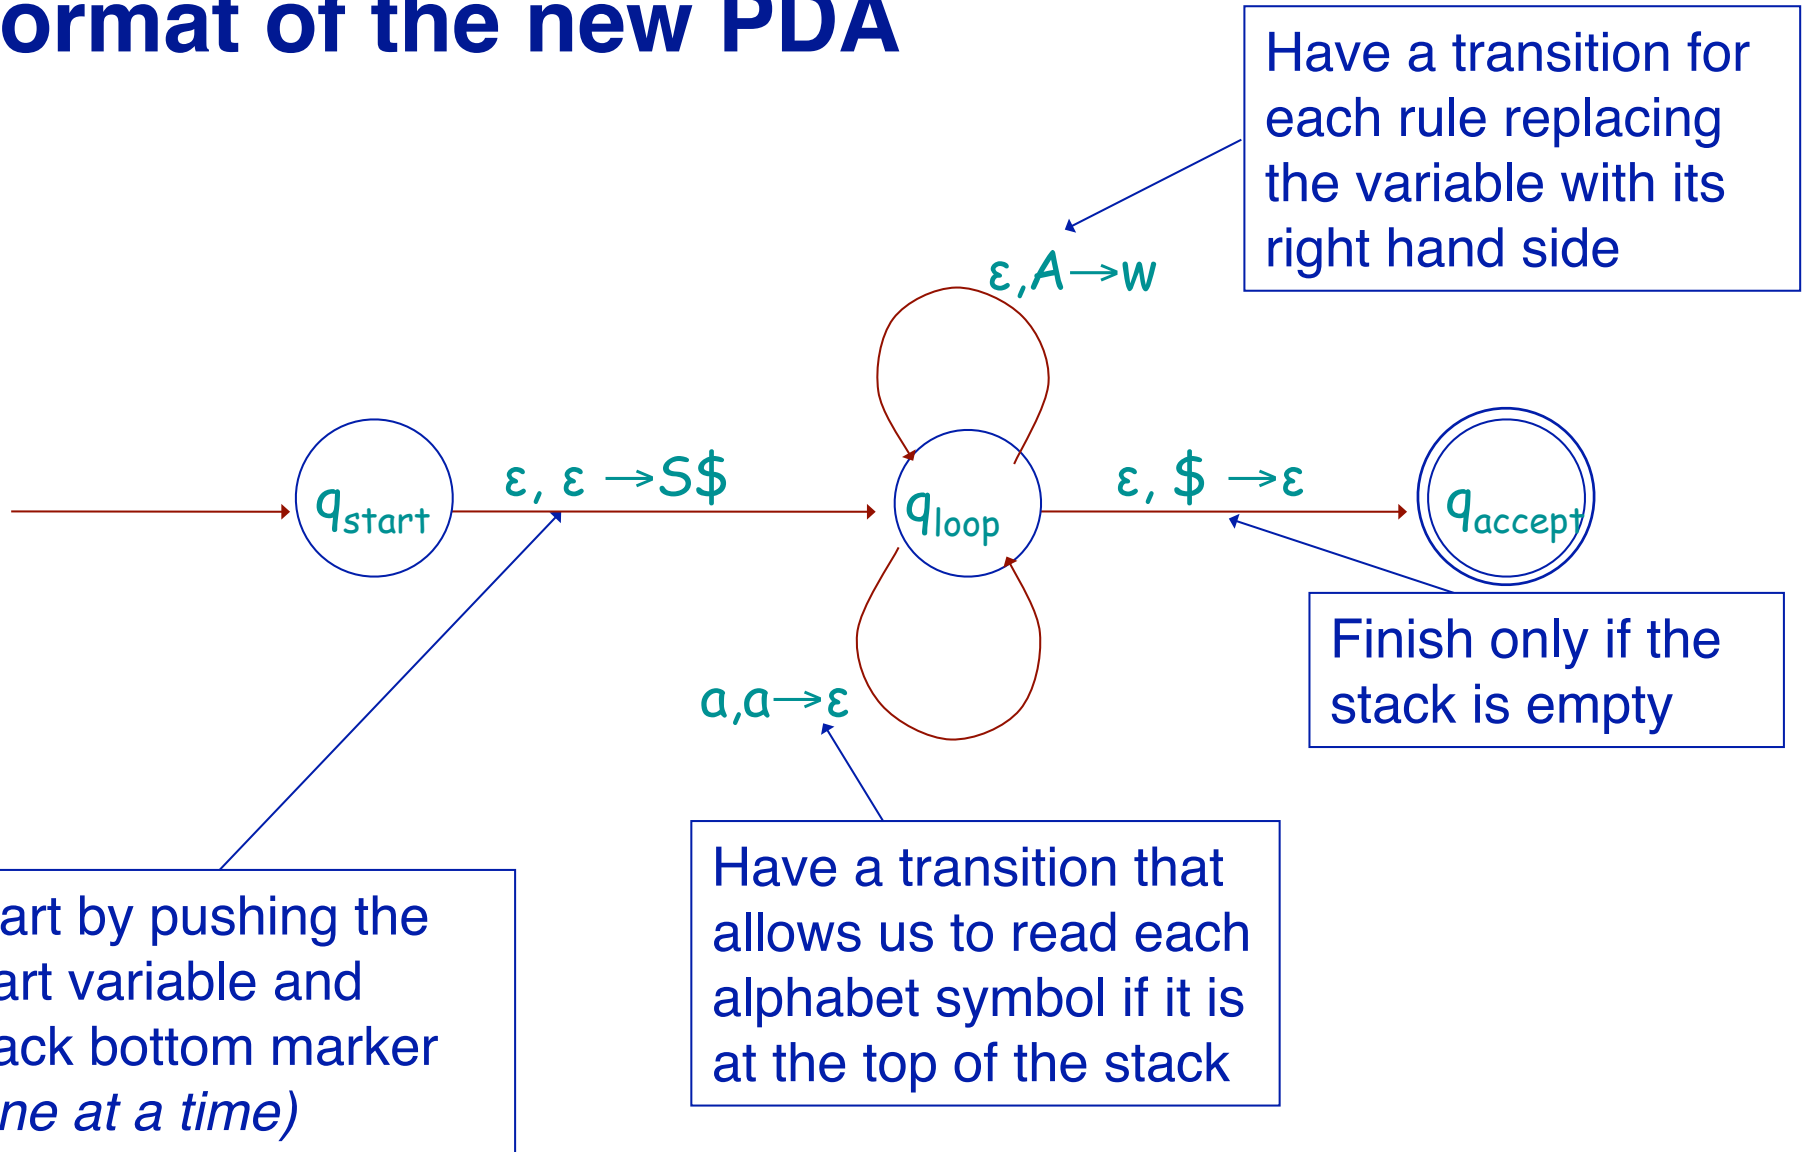 ormat of the new PDA
Have a transition for
each rule replacing
the variable with its
right hand side
ε,A→w
ε, ε →S$
ε, $ →ε
qstart
qloop
qaccept
Finish only if the
stack is empty
a,a→ε
Have a transition that
allows us to read each
alphabet symbol if it is
at the top of the stack
art by pushing the
art variable and
ack bottom marker
ne at a time)